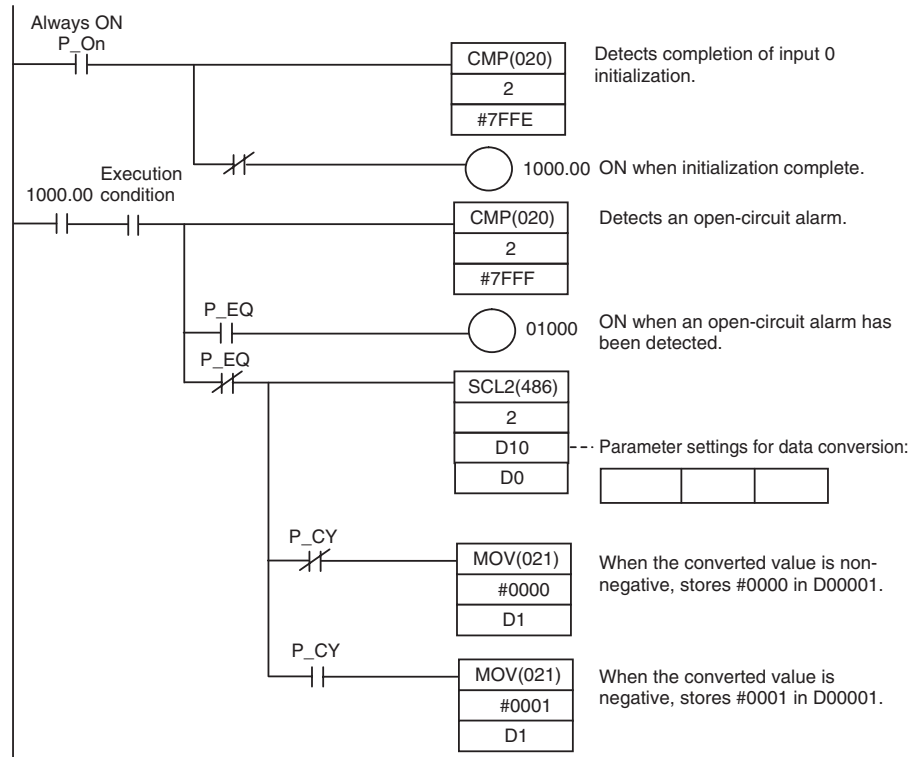 Always ON
P_On
CMP(020)
2
#7FFE
Detects completion of input 0
initialization.
1000.00
ON when initialization complete.
1000.00
Execution
condition
CMP(020)
2
#7FFF
Detects an open-circuit alarm.
P_EQ
01000
ON when an open-circuit alarm has
been detected.
P_EQ
SCL2(486)
2
D10
D0
Parameter settings for data conversion:
P_CY
MOV(021)
#0000
D1
When the converted value is non-
negative, stores #0000 in D00001.
P_CY
MOV(021)
#0001
D1
When the converted value is
negative, stores #0001 in D00001.